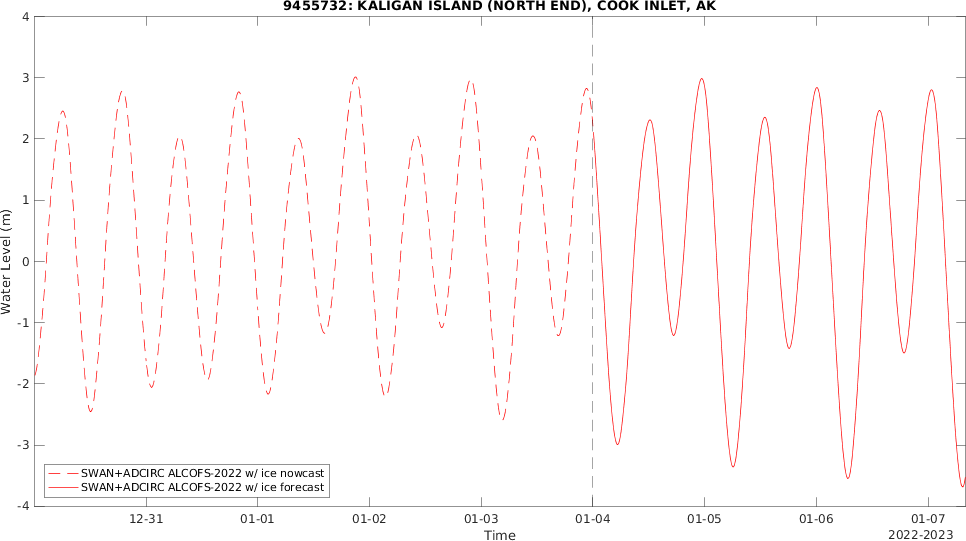 9455732: KALIGAN ISLAND (NORTH END), COOK INLET, AK
4
3
2
1
0
-1
-2
-3
-4
Water Level (m)
SWAN+ADCIRC ALCOFS-2022 w/ ice nowcast
SWAN+ADCIRC ALCOFS-2022 w/ ice forecast
12-31 01-01 01-02 01-03 01-04 01-05 01-06 01-07
Time
2022-2023